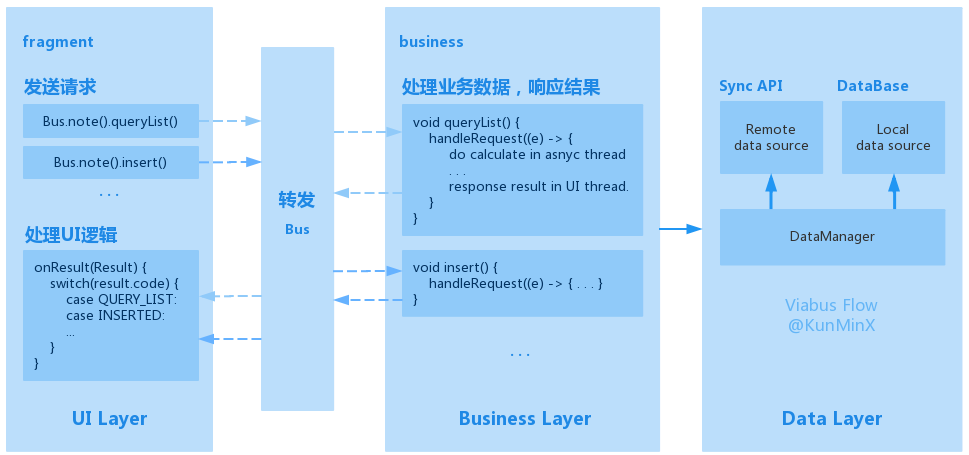 fragment
发送请求
Bus.note().queryList()
Bus.note().insert()
...
处理UI逻辑
onResult(Result) {
switch(result.code) {
case QUERY_LIST:
case INSERTED:
...
}
}
UI Layer
转发
Bus
business
处理业务数据，响应结果
void queryList() {
handleRequest((e) -> {
do calculate in asnyc thread
. . .
response result in UI thread.
}
}
void insert() {
handleRequest((e) -> { . . . }
}
. . .
Business Layer
Sync API
DataBase
Remote
data source
Local
data source
DataManager
Viabus Flow
@KunMinX
Data Layer